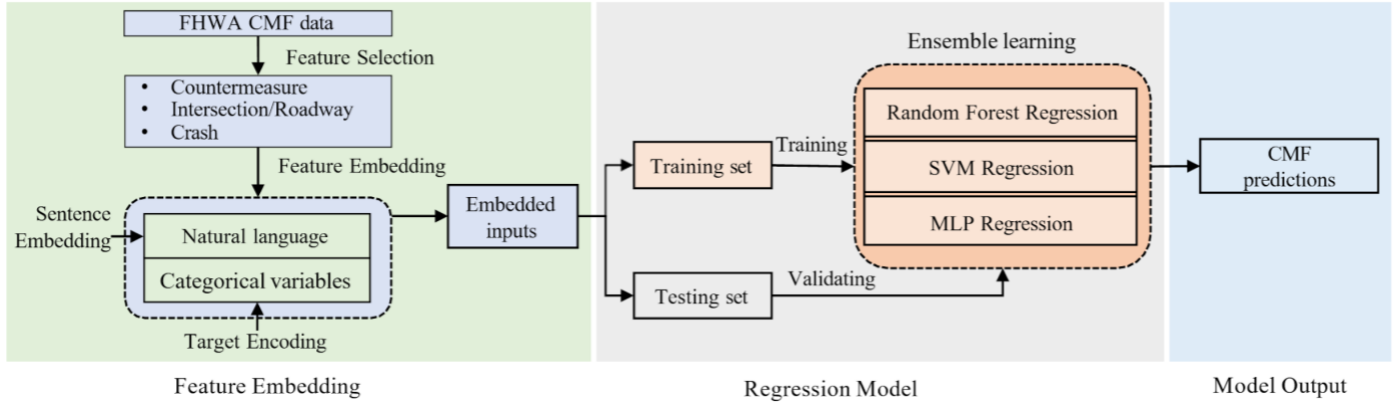 FHWA CMF data
Feature Selection
• Countermeasure
• Intersection/Roadway
• Crash
Feature Embedding
Sentence
Embedding
Natural language
Categorical variables
Target Encoding
Embedded
inputs
Training set
Training
Testing set
Validating
Ensemble learning
Random Forest Regression
SVM Regression
MLP Regression
CMF
predictions
Feature Embedding
Regression Model
Model Output